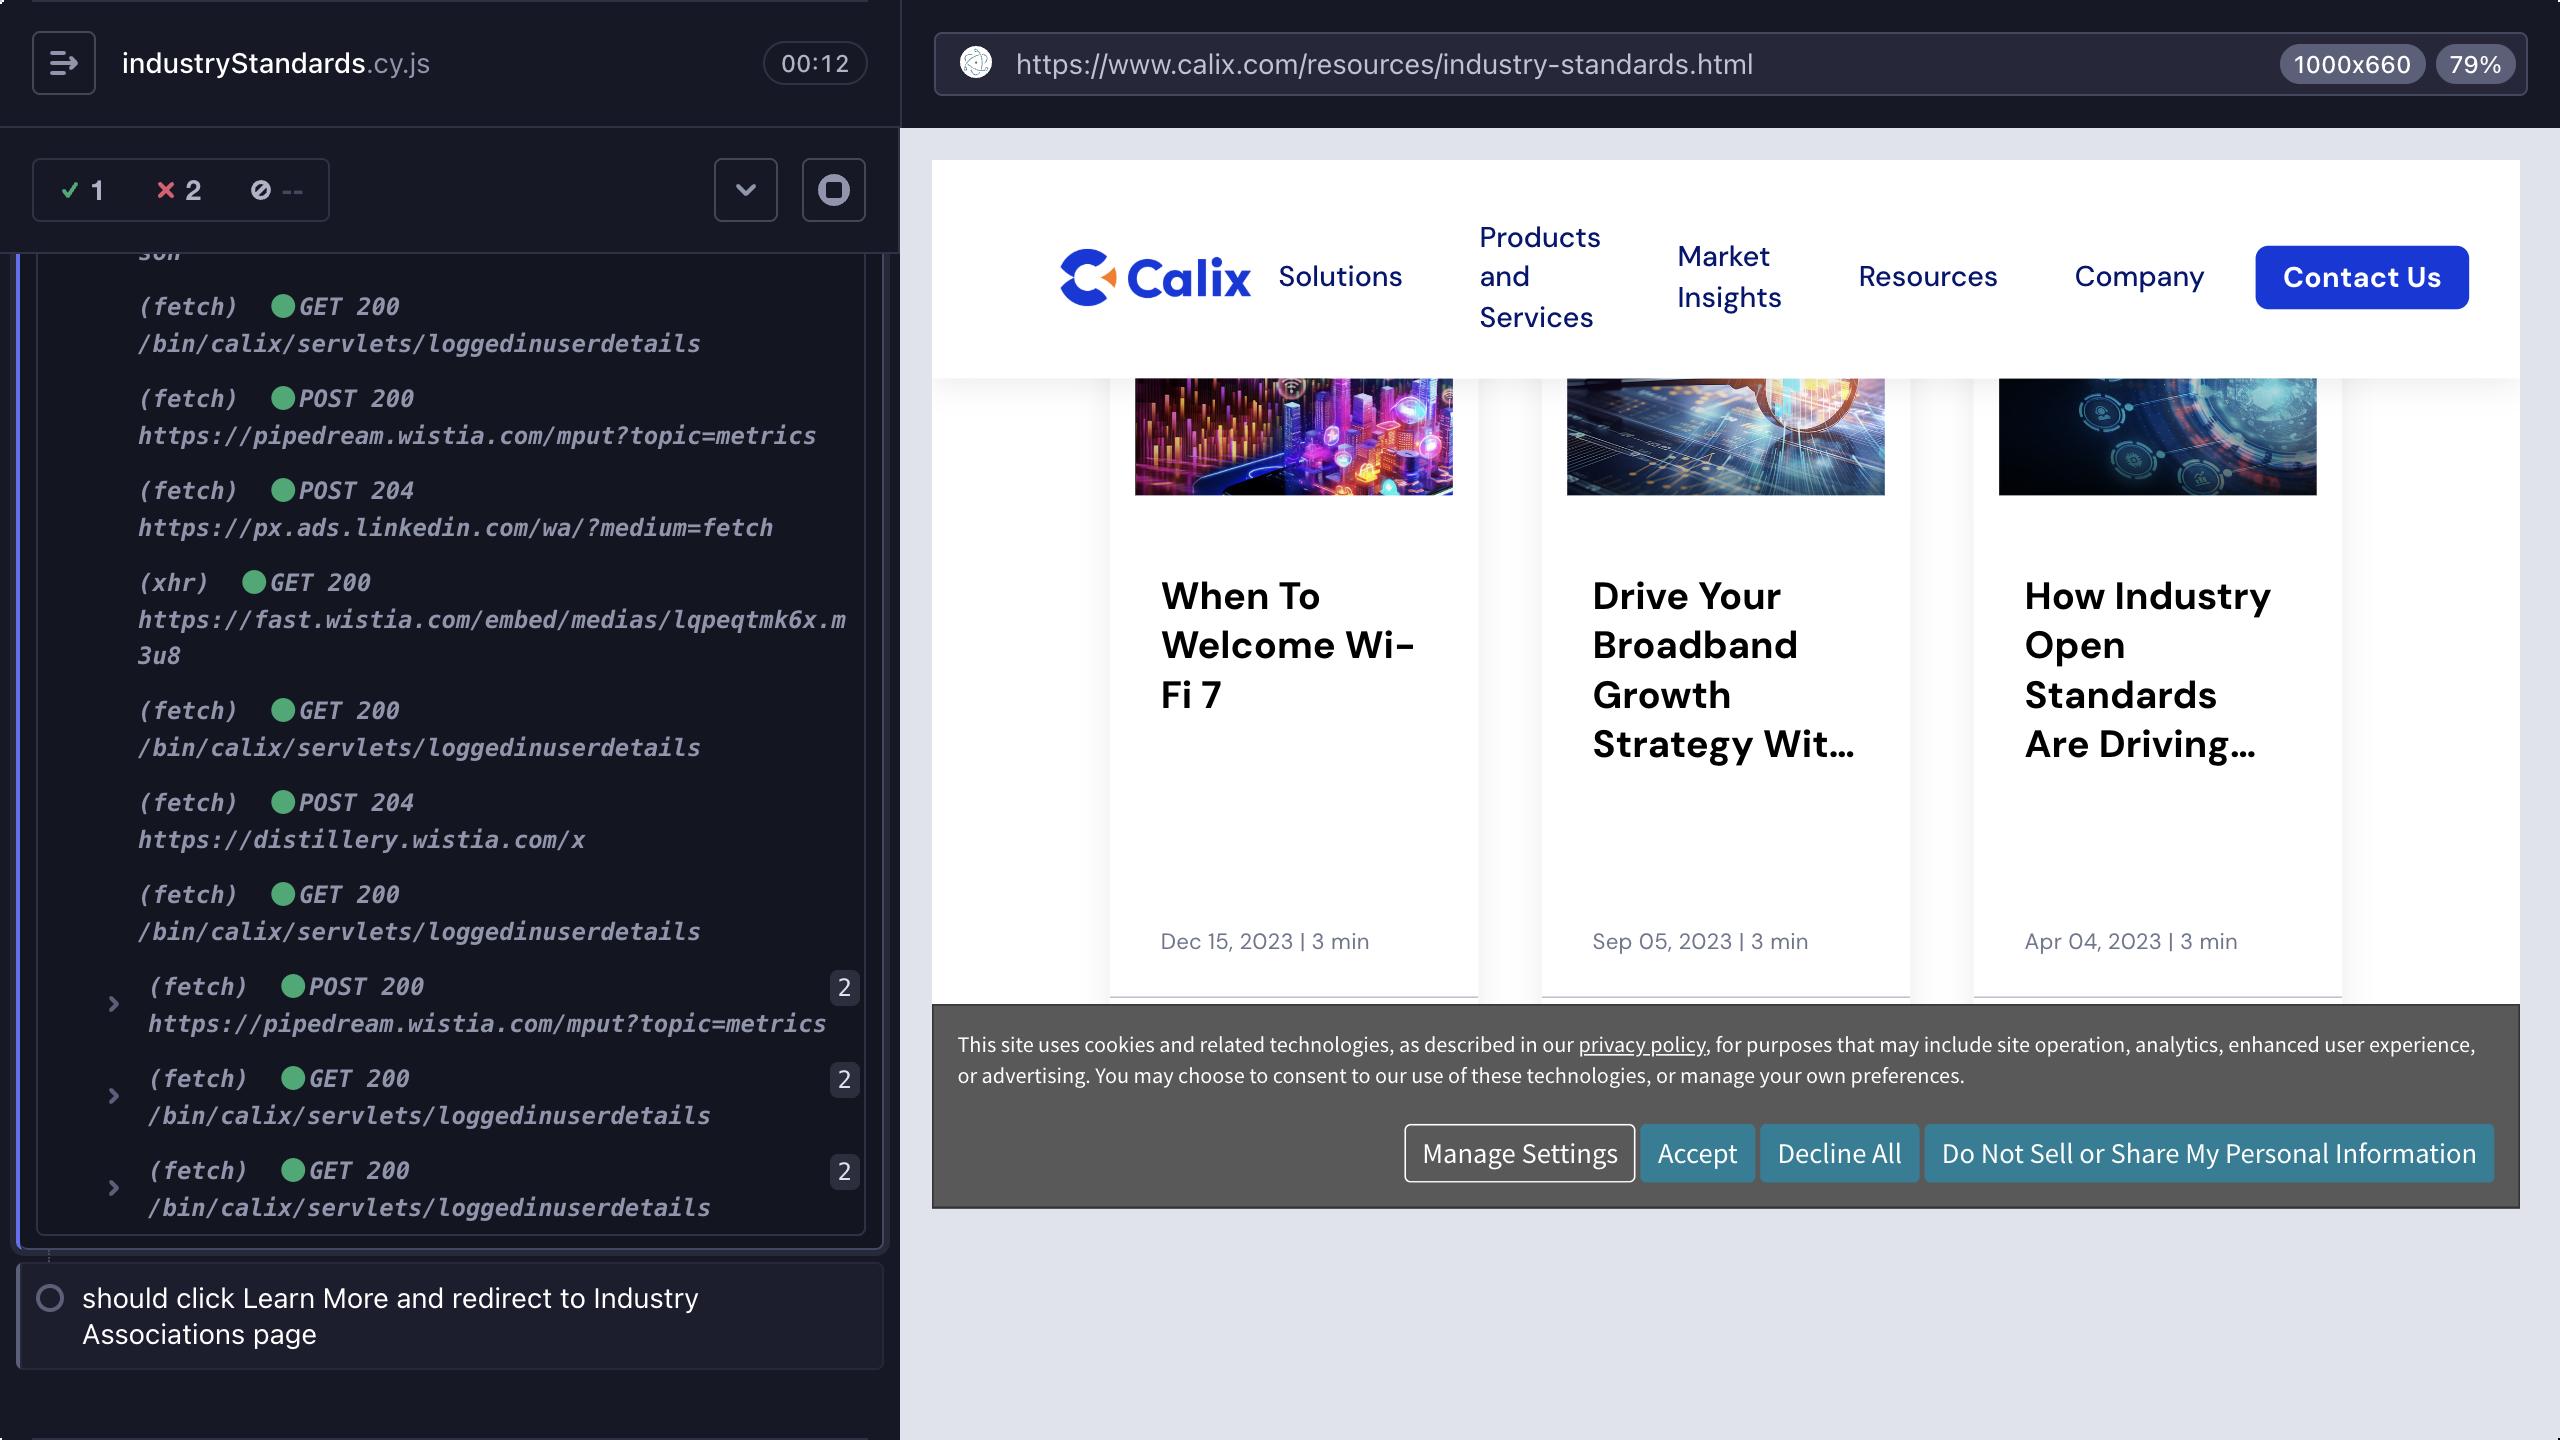 industryStandards.cy.js
00:12
1
2
--
son
(fetch) GET 200
/bin/calix/servlets/loggedinuserdetails
(fetch) POST 200
https://pipedream.wistia.com/mput?topic=metrics
(fetch) POST 204
https://px.ads.linkedin.com/wa/?medium=fetch
(xhr) GET 200
https://fast.wistia.com/embed/medias/lqpeqtmk6x.m
3u8
(fetch) GET 200
/bin/calix/servlets/loggedinuserdetails
(fetch) POST 204
https://distillery.wistia.com/x
(fetch) GET 200
/bin/calix/servlets/loggedinuserdetails
(fetch) POST 200 2
https://pipedream.wistia.com/mput?topic=metrics
(fetch) GET 200 2
/bin/calix/servlets/loggedinuserdetails
(fetch) GET 200 2
/bin/calix/servlets/loggedinuserdetails
should click Learn More and redirect to Industry
Associations page
https://www.calix.com/resources/industry-standards.html
1000x660
79%
Calix
Solutions
Products
and
Services
Market
Insights
Resources
Company
Contact Us
When To
Welcome Wi-
Fi 7
Dec 15, 2023 | 3 min
Drive Your
Broadband
Growth
Strategy Wit...
Sep 05, 2023 | 3 min
How Industry
Open
Standards
Are Driving...
Apr 04, 2023 | 3 min
This site uses cookies and related technologies, as described in our privacy policy, for purposes that may include site operation, analytics, enhanced user experience,
or advertising. You may choose to consent to our use of these technologies, or manage your own preferences.
Manage Settings
Accept
Decline All
Do Not Sell or Share My Personal Information